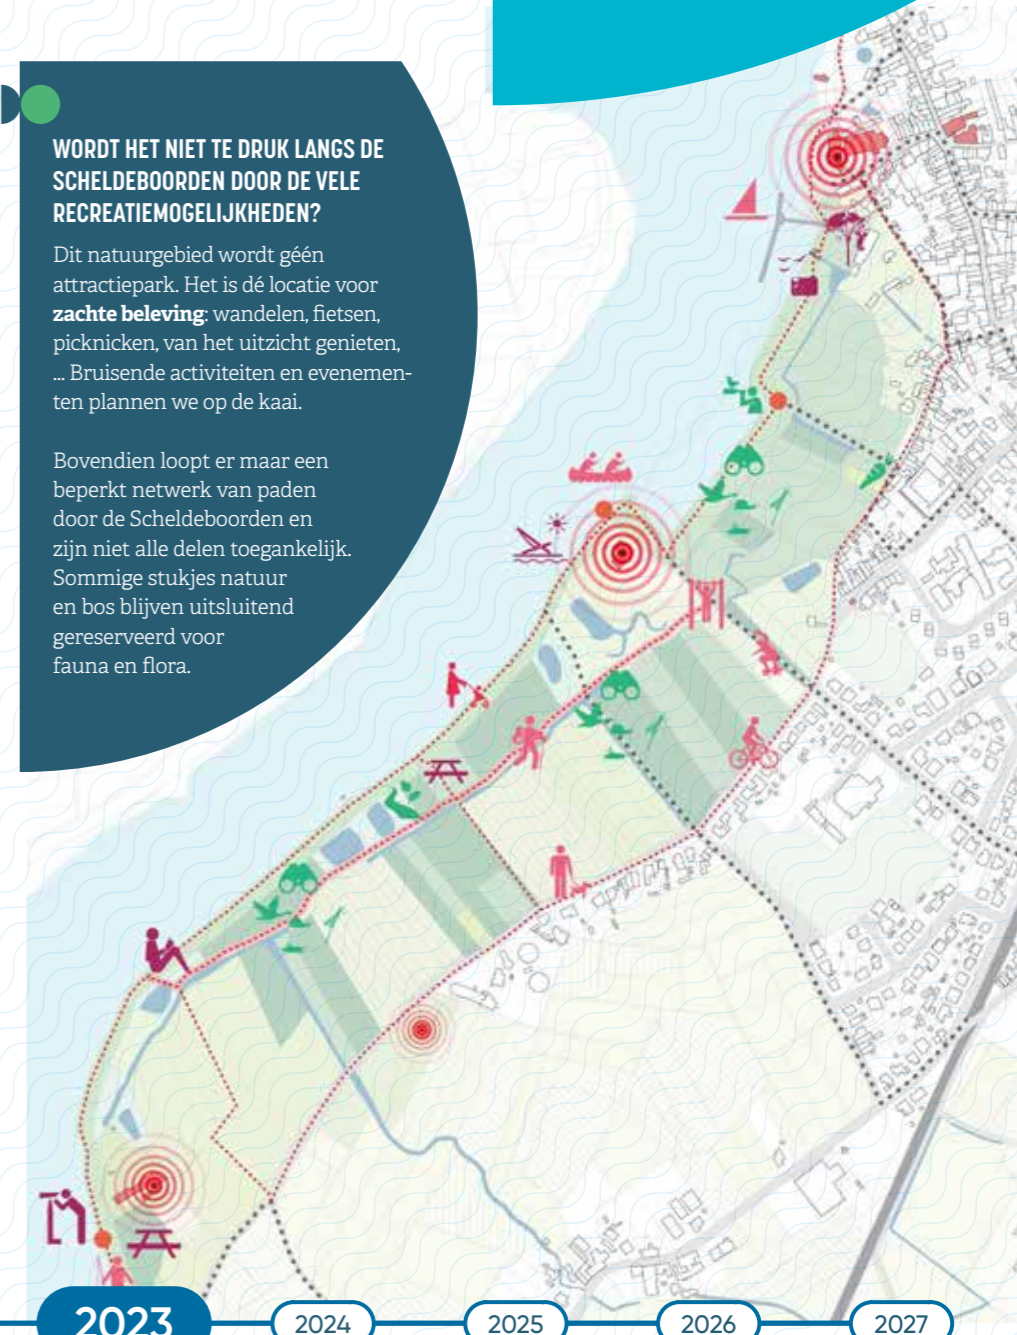 WORDT HET NIET TE DRUK LANGS DE
SCHELDEBOORDEN DOOR DE VELE
RECREATIEMOGELIJKHEDEN?
Dit natuurgebied wordt géén
attractiepark. Het is dé locatie voor
zachte beleving: wandelen, fietsen,
picknicken, van het uitzicht genieten,
... Bruisende activiteiten en evenemen-
ten plannen we op de kaai.
Bovendien loopt er maar een
beperkt netwerk van paden
door de Scheldeboorden en
zijn niet alle delen toegankelijk.
Sommige stukjes natuur
en bos blijven uitsluitend
gereserveerd voor
fauna en flora.
2023
2024
2025
2026
2027